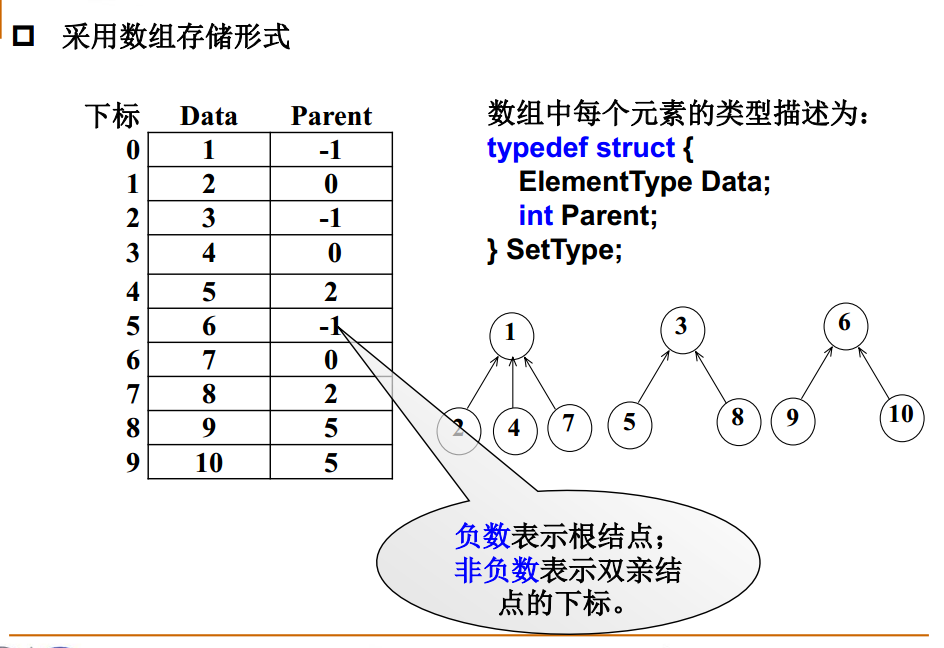 采用数组存储形式
下标 Data Parent
0 1 -1
1 2 0
2 3 -1
3 4 0
4 5 2
5 6 -1
6 7 0
7 8 2
8 9 5
9 10 5
数组中每个元素的类型描述为：
typedef struct {
ElementType Data;
int Parent;
} SetType;
1 3 6
2 4 7 5 8 9 10
负数表示根结点；
非负数表示双亲结
点的下标。